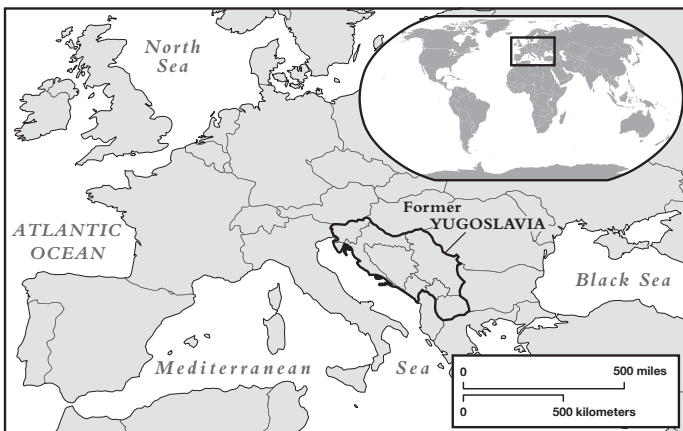 North
Sea
Former
YUGOSLAVIA
ATLANTIC
OCEAN
Black Sea
Mediterranean Sea
0 500 miles
0 500 kilometers